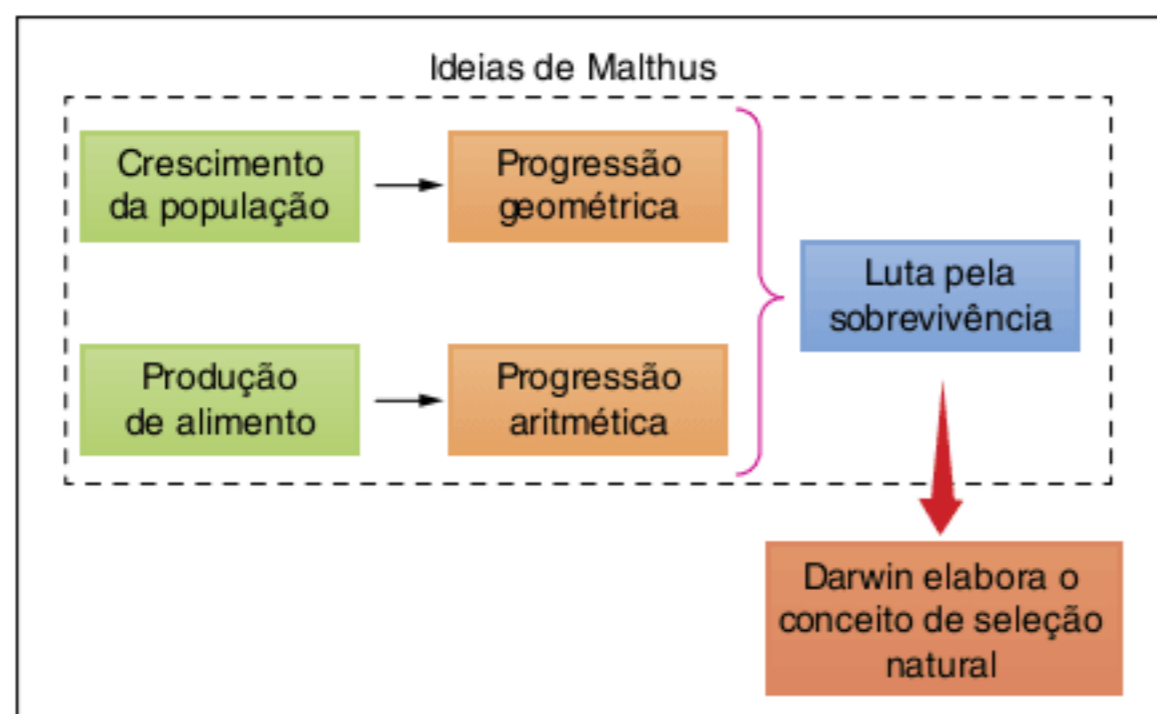 Ideias de Malthus
Crescimento
da população
Progressão
geométrica
Luta pela
sobrevivência
Produção
de alimento
Progressão
aritmética
Darwin elabora o
conceito de seleção
natural